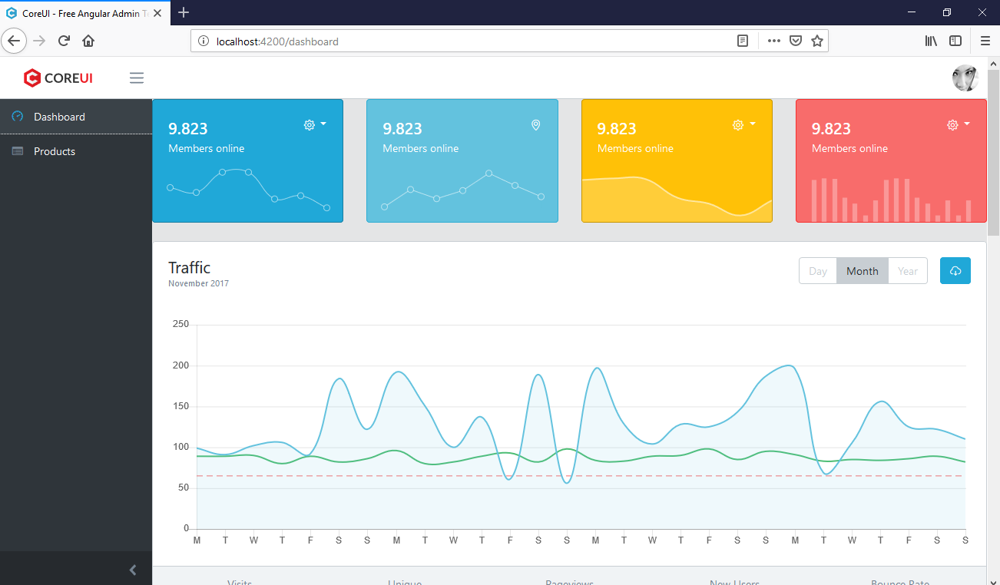 CoreUI - Free Angular Admin Te
localhost:4200/dashboard
COREUI
Dashboard
Products
9.823
Members online
9.823
Members online
9.823
Members online
9.823
Members online
Traffic
November 2017
Day Month Year
250
200
150
100
50
0
M T W T F S S M T W T F S S M T W T F S S M T W T F S S
Visits Unique Pageviews New Users Bounce Rate